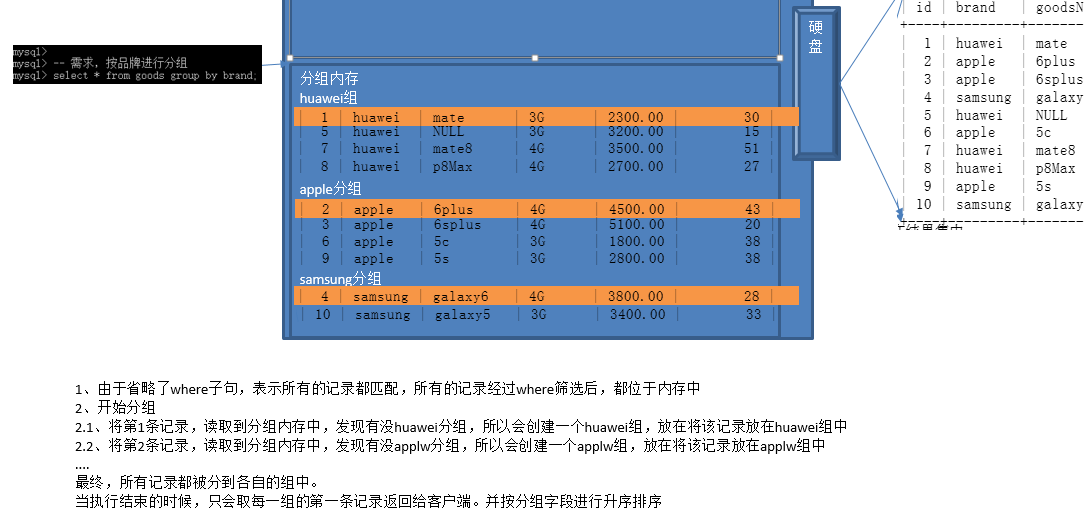 mysql>
mysql> -- 需求，按品牌进行分组
mysql> select * from goods group by brand;
分组内存
huawei组
| 1 | huawei | mate | 3G | 2300.00 | 30
| 5 | huawei | NULL | 3G | 3200.00 | 15 |
| 7 | huawei | mate8 | 4G | 3500.00 | 51 |
| 8 | huawei | p8Max | 4G | 2700.00 | 27 |
apple分组
| 2 | apple | 6plus | 4G | 4500.00 | 43 |
| 3 | apple | 6splus | 4G | 5100.00 | 20 |
| 6 | apple | 5c | 3G | 1800.00 | 38 |
| 9 | apple | 5s | 3G | 2800.00 | 38 |
samsung分组
| 4 | samsung | galaxy6 | 4G | 3800.00 | 28 |
| 10 | samsung | galaxy5 | 3G | 3400.00 | 33 |
硬盘
id | brand | goodsN
| 1 | huawei | mate
| 2 | apple | 6plus
| 3 | apple | 6splus
| 4 | samsung | galaxy
| 5 | huawei | NULL
| 6 | apple | 5c
| 7 | huawei | mate8
| 8 | huawei | p8Max
| 9 | apple | 5s
| 10 | samsung | galaxy
1、由于省略了where子句，表示所有的记录都匹配，所有的记录经过where筛选后，都位于内存中
2、开始分组
2.1、将第1条记录，读取到分组内存中，发现有没huawei分组，所以会创建一个huawei组，放在将该记录放在huawei组中
2.2、将第2条记录，读取到分组内存中，发现有没applw分组，所以会创建一个applw组，放在将该记录放在applw组中
....
最终，所有记录都被分到各自的组中。
当执行结束的时候，只会取每一组的第一条记录返回给客户端。并按分组字段进行升序排序